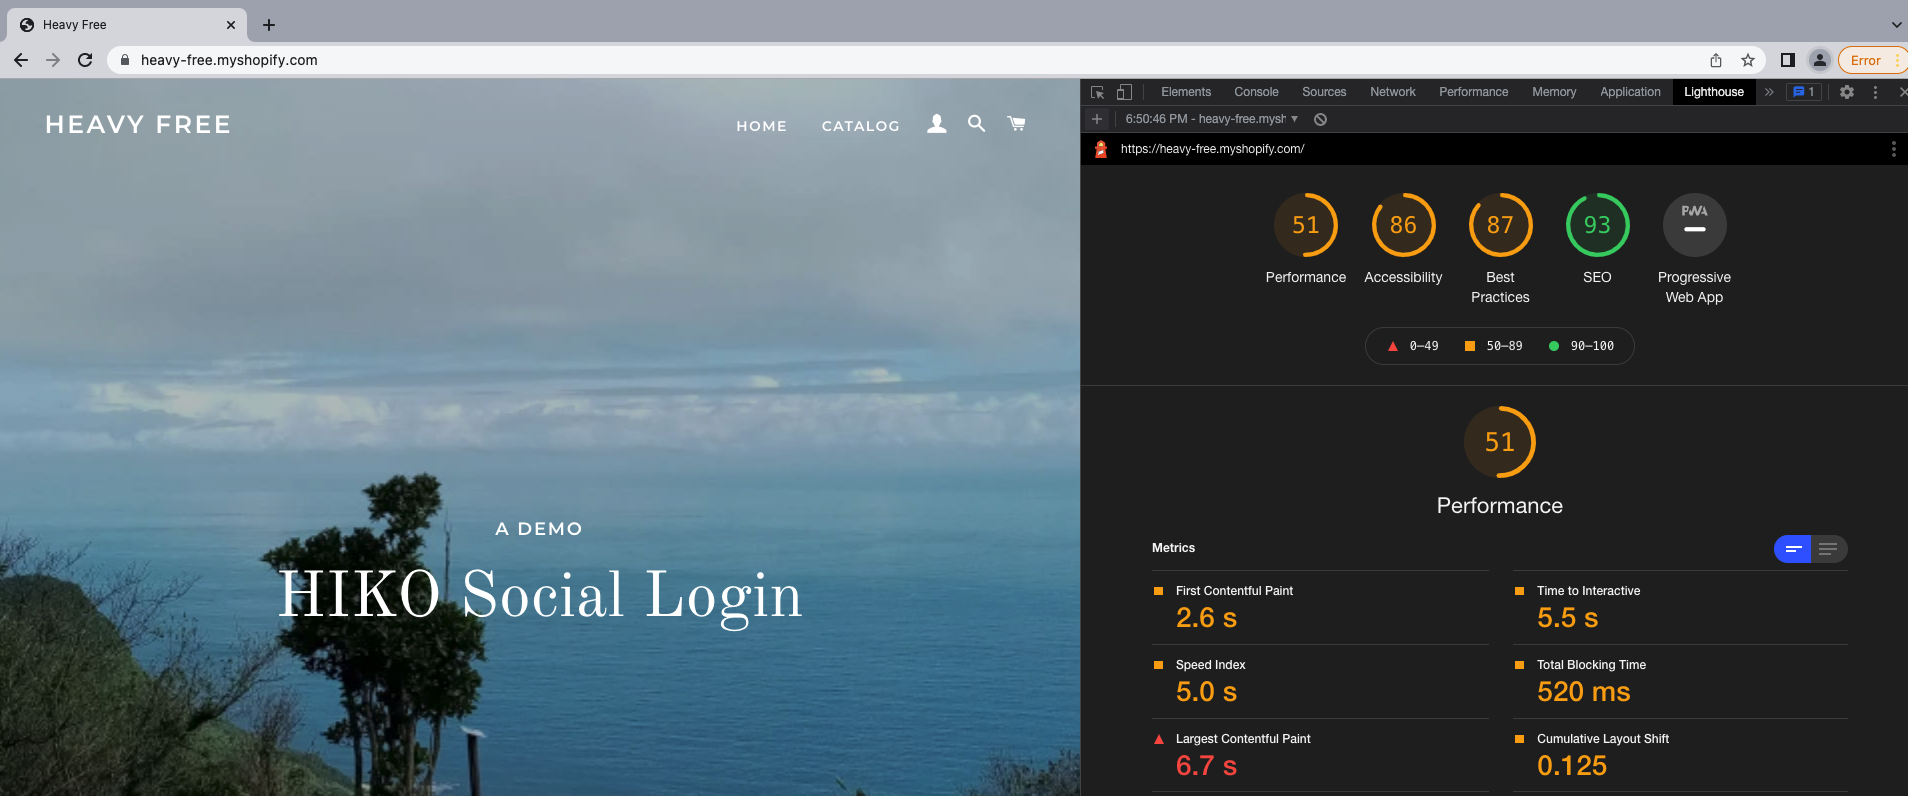 Heavy Free
heavy-free.myshopify.com
Error
HEAVY FREE
HOME CATALOG
A DEMO
HIKO Social Login
Elements Console Sources Network Performance Memory Application Lighthouse 1
6:50:46 PM - heavy-free.mysh
https://heavy-free.myshopify.com/
51 86 87 93 PWA
Performance Accessibility Best Practices SEO Progressive Web App
0–49 50–89 90–100
51
Performance
Metrics
First Contentful Paint
2.6 s
Time to Interactive
5.5 s
Speed Index
5.0 s
Total Blocking Time
520 ms
Largest Contentful Paint
6.7 s
Cumulative Layout Shift
0.125